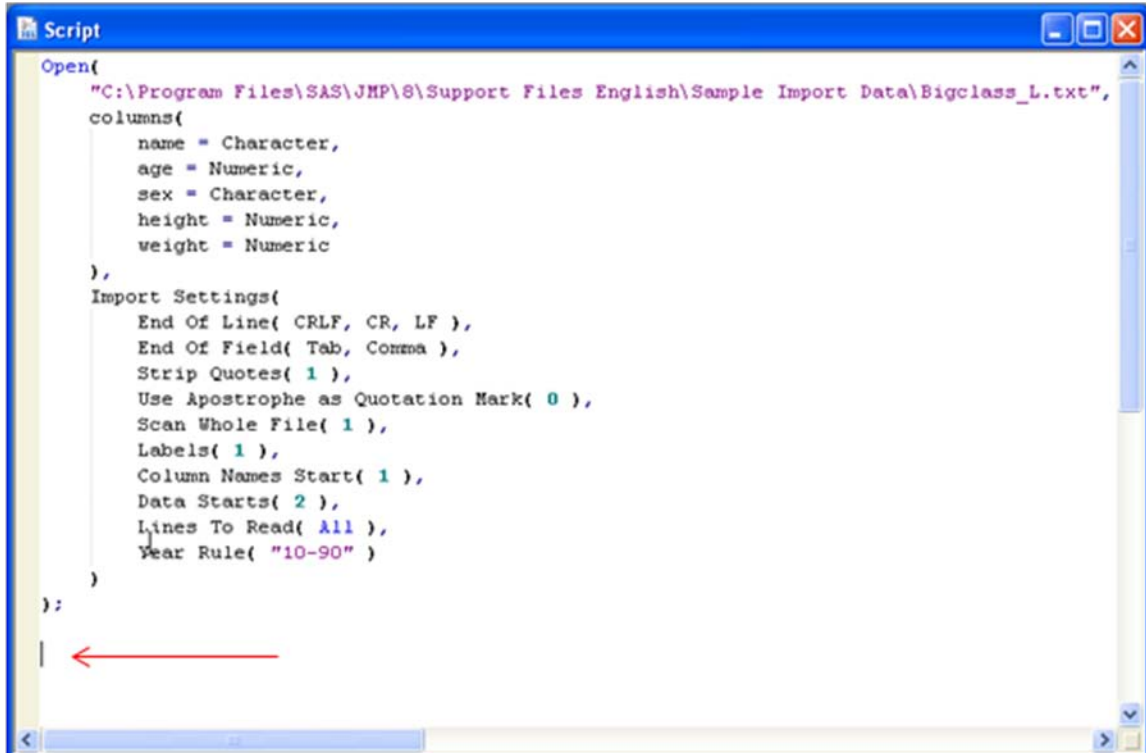 Script
Open(
"C:\Program Files\SAS\JMP\8\Support Files English\Sample Import Data\Bigclass_L.txt",
columns(
name = Character,
age = Numeric,
sex = Character,
height = Numeric,
weight = Numeric
),
Import Settings(
End Of Line( CRLF, CR, LF ),
End Of Field( Tab, Comma ),
Strip Quotes( 1 ),
Use Apostrophe as Quotation Mark( 0 ),
Scan Whole File( 1 ),
Labels( 1 ),
Column Names Start( 1 ),
Data Starts( 2 ),
Lines To Read( All ),
Year Rule( "10-90" )
)
);